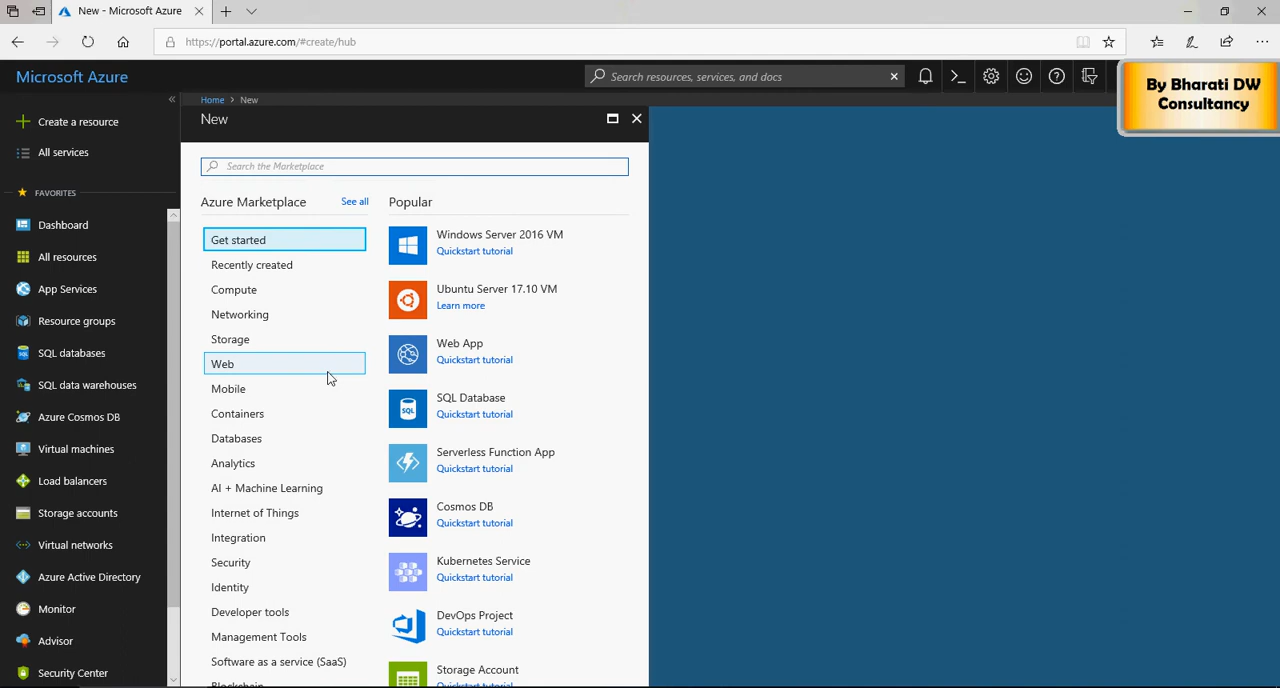 New - Microsoft Azure
https://portal.azure.com/#create/hub
Microsoft Azure
Search resources, services, and docs
By Bharati DW
Consultancy
Home > New
New
Create a resource
All services
FAVORITES
Dashboard
All resources
App Services
Resource groups
SQL databases
SQL data warehouses
Azure Cosmos DB
Virtual machines
Load balancers
Storage accounts
Virtual networks
Azure Active Directory
Monitor
Advisor
Security Center
Search the Marketplace
Azure Marketplace
See all
Get started
Recently created
Compute
Networking
Storage
Web
Mobile
Containers
Databases
Analytics
AI + Machine Learning
Internet of Things
Integration
Security
Identity
Developer tools
Management Tools
Software as a service (SaaS)
Blockchain
Popular
Windows Server 2016 VM
Quickstart tutorial
Ubuntu Server 17.10 VM
Learn more
Web App
Quickstart tutorial
SQL
SQL Database
Quickstart tutorial
Serverless Function App
Quickstart tutorial
Cosmos DB
Quickstart tutorial
Kubernetes Service
Quickstart tutorial
DevOps Project
Quickstart tutorial
Storage Account
Quickstart tutorial